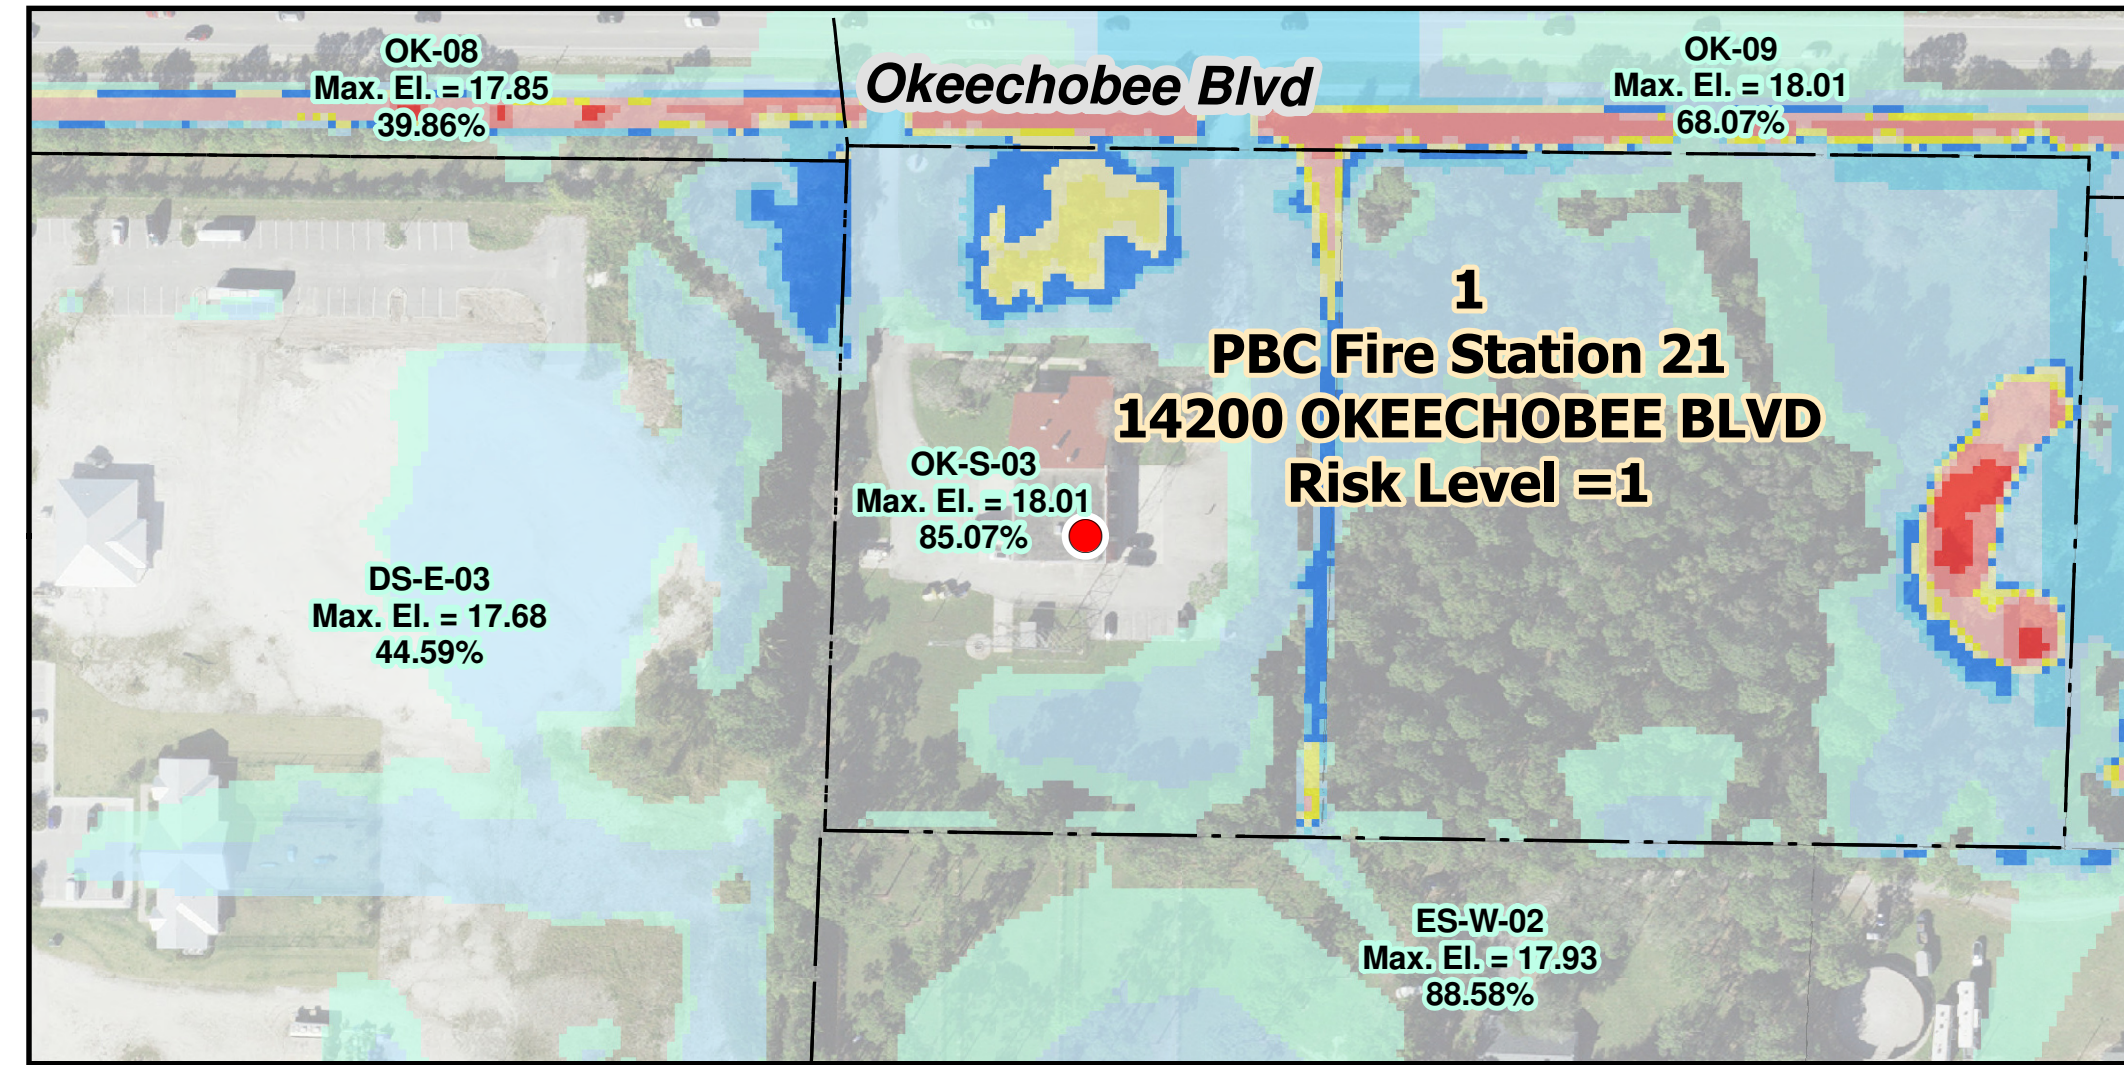 OK-08
Max. El. = 17.85
39.86%
Okeechobee Blvd
OK-09
Max. El. = 18.01
68.07%
1
PBC Fire Station 21
14200 OKEECHOBEE BLVD
Risk Level =1
OK-S-03
Max. El. = 18.01
85.07%
DS-E-03
Max. El. = 17.68
44.59%
ES-W-02
Max. El. = 17.93
88.58%